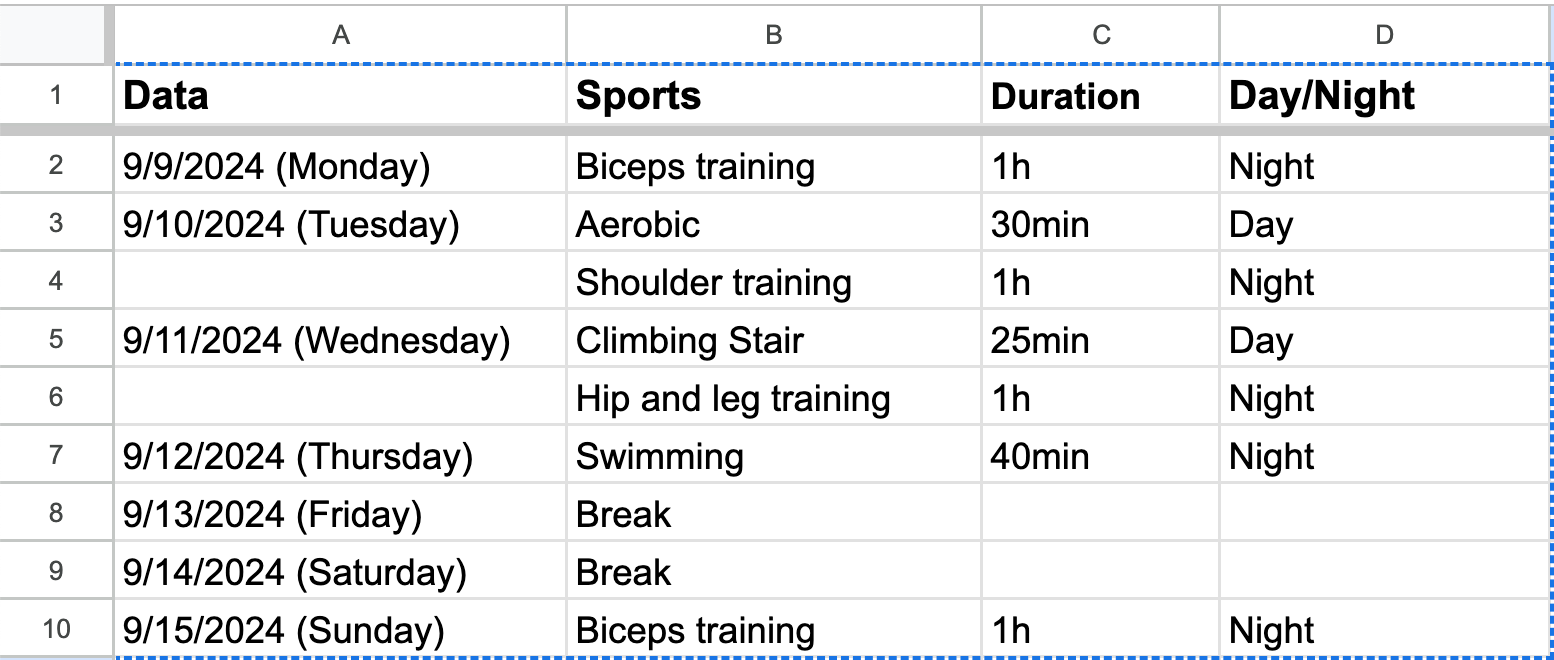 A B C D
1 Data Sports Duration Day/Night
2 9/9/2024 (Monday) Biceps training 1h Night
3 9/10/2024 (Tuesday) Aerobic 30min Day
4 Shoulder training 1h Night
5 9/11/2024 (Wednesday) Climbing Stair 25min Day
6 Hip and leg training 1h Night
7 9/12/2024 (Thursday) Swimming 40min Night
8 9/13/2024 (Friday) Break
9 9/14/2024 (Saturday) Break
10 9/15/2024 (Sunday) Biceps training 1h Night